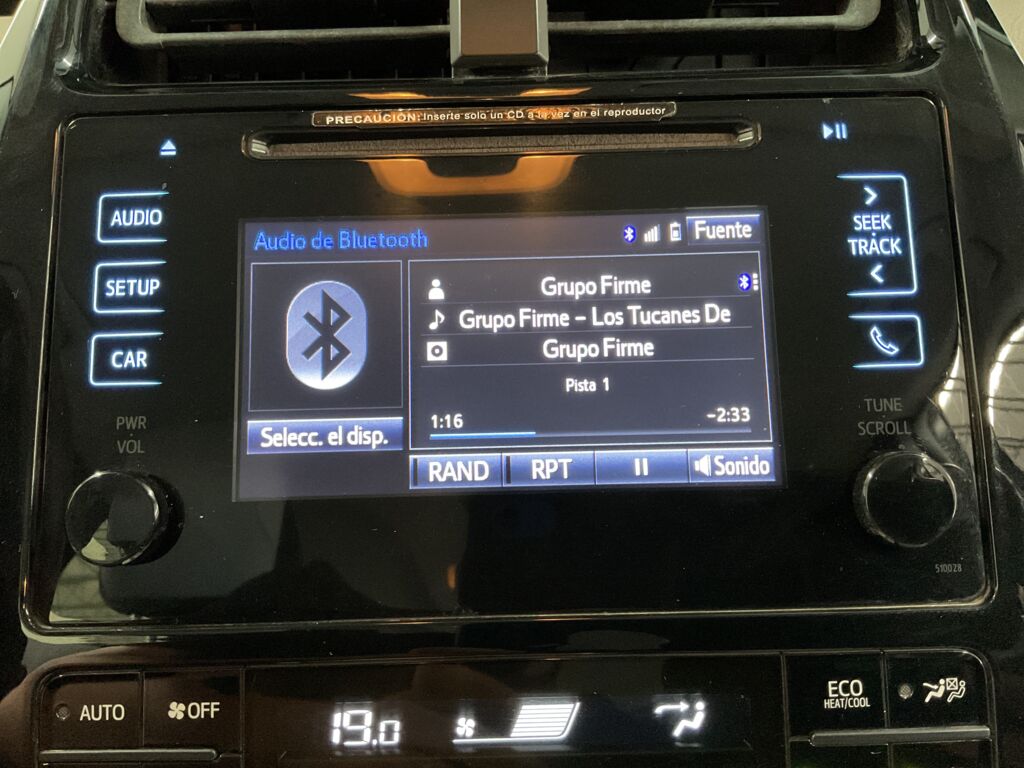 PRECAUCIÓN: Inserte solo un CD a la vez en el reproductor
AUDIO
SETUP
CAR
PWR
VOL
Audio de Bluetooth
Fuente
Grupo Firme
Grupo Firme – Los Tucanes De
Grupo Firme
Pista 1
1:16
-2:33
Selecc. el disp.
RAND
RPT
Sonido
SEEK
TRACK
TUNE
SCROLL
510028
AUTO
OFF
19.0
ECO
HEAT/COOL